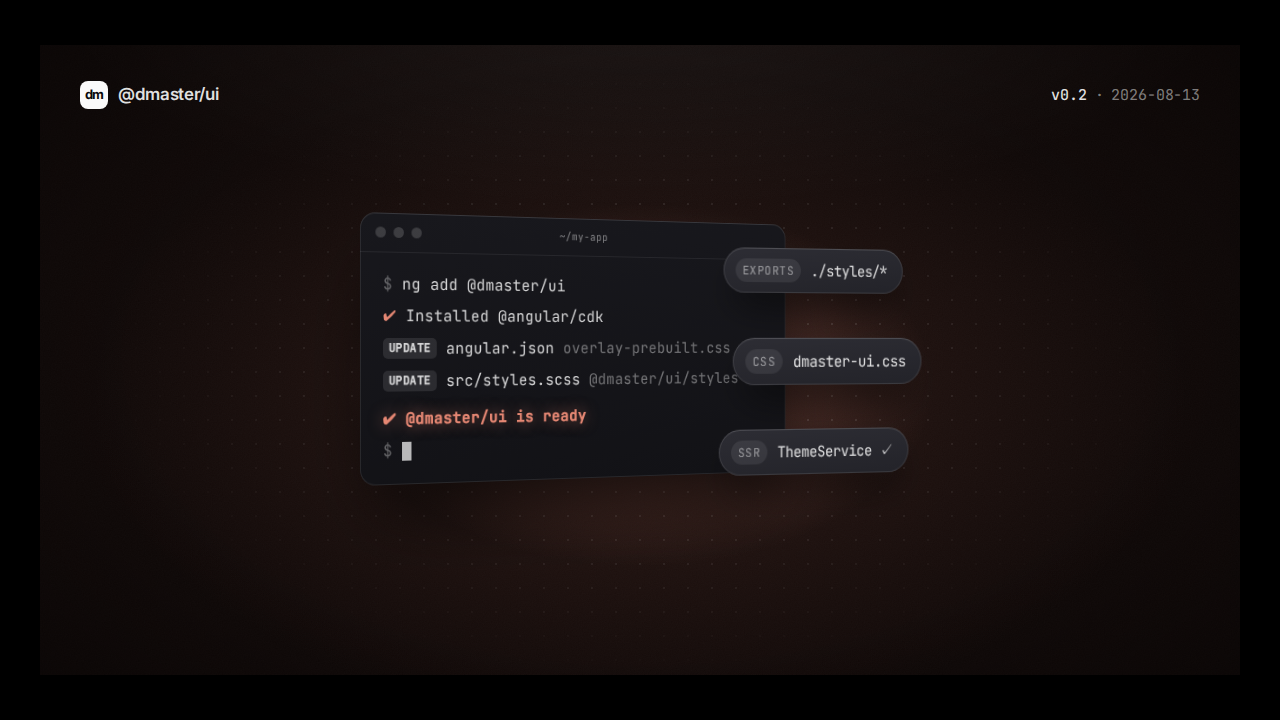 dm @dmaster/ui
v0.2 · 2026-08-13
~/my-app
$ ng add @dmaster/ui
✔ Installed @angular/cdk
UPDATE angular.json overlay-prebuilt.css
UPDATE src/styles.scss @dmaster/ui/styles
✔ @dmaster/ui is ready
$
EXPORTS ./styles/*
CSS dmaster-ui.css
SSR ThemeService ✓